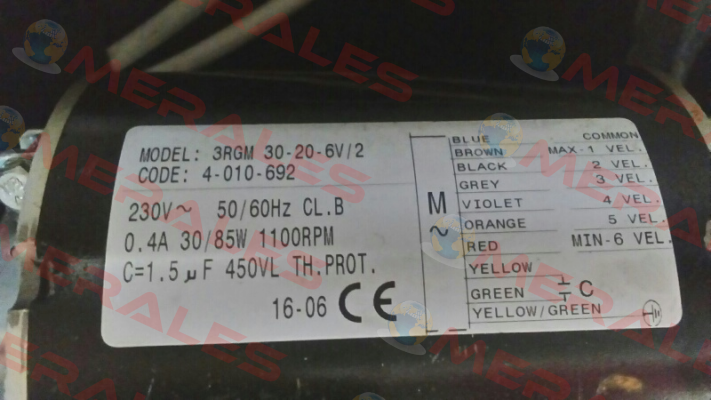 MODEL: 3RGM 30-20-6V/2
CODE: 4-010-692
230V~ 50/60Hz CL.B
0.4A 30/85W 1100RPM
C=1.5μF 450VL TH.PROT.
16-06 CE
M
~
BLUE COMMON
BROWN MAX-1 VEL.
BLACK 2 VEL.
GREY 3 VEL.
VIOLET 4 VEL.
ORANGE 5 VEL.
RED MIN-6 VEL.
YELLOW
GREEN C
YELLOW/GREEN
MERALES
MERALES
MERALES
MERALES
MERALES